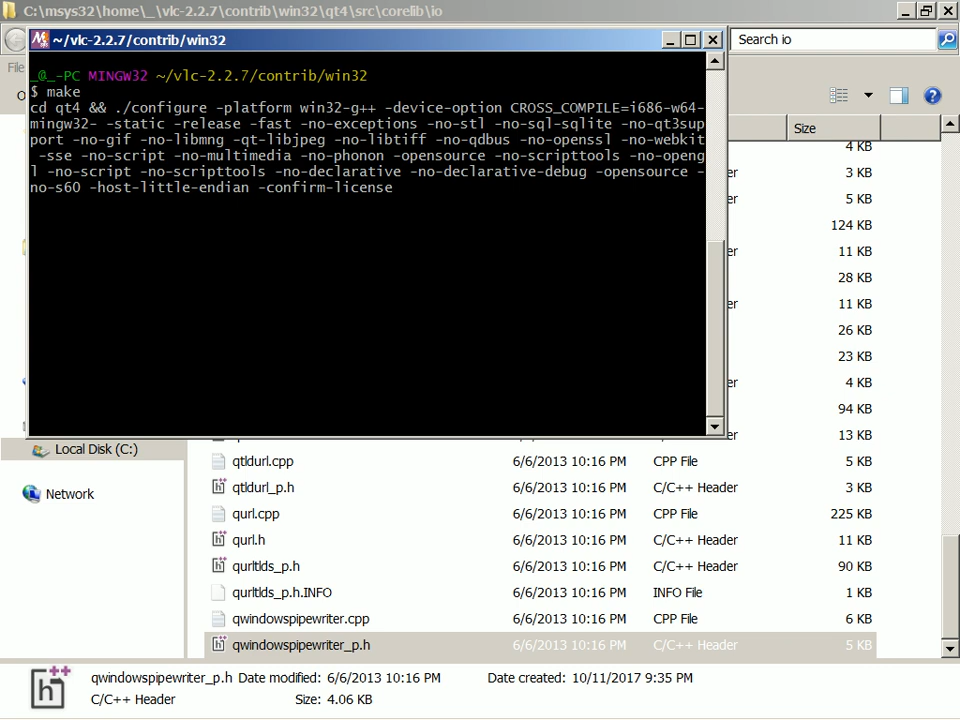 C:\msys32\home\_\vlc-2.2.7\contrib\win32\qt4\src\corelib\io
~/vlc-2.2.7/contrib/win32
Search io
File
_@_-PC MINGW32 ~/vlc-2.2.7/contrib/win32
$ make
cd qt4 && ./configure -platform win32-g++ -device-option CROSS_COMPILE=i686-w64-
mingw32- -static -release -fast -no-exceptions -no-stl -no-sql-sqlite -no-qt3sup
port -no-gif -no-libmng -qt-libjpeg -no-libtiff -no-qdbus -no-openssl -no-webkit
 -sse -no-script -no-multimedia -no-phonon -opensource -no-scripttools -no-openg
l -no-script -no-scripttools -no-declarative -no-declarative-debug -opensource -
no-s60 -host-little-endian -confirm-license
Size
4 KB
er 3 KB
er 5 KB
124 KB
er 11 KB
28 KB
er 11 KB
26 KB
23 KB
er 4 KB
94 KB
er 13 KB
Local Disk (C:)
Network
qtldurl.cpp 6/6/2013 10:16 PM CPP File 5 KB
qtldurl_p.h 6/6/2013 10:16 PM C/C++ Header 3 KB
qurl.cpp 6/6/2013 10:16 PM CPP File 225 KB
qurl.h 6/6/2013 10:16 PM C/C++ Header 11 KB
qurltlds_p.h 6/6/2013 10:16 PM C/C++ Header 90 KB
qurltlds_p.h.INFO 6/6/2013 10:16 PM INFO File 1 KB
qwindowspipewriter.cpp 6/6/2013 10:16 PM CPP File 6 KB
qwindowspipewriter_p.h 6/6/2013 10:16 PM C/C++ Header 5 KB
qwindowspipewriter_p.h Date modified: 6/6/2013 10:16 PM Date created: 10/11/2017 9:35 PM
C/C++ Header Size: 4.06 KB